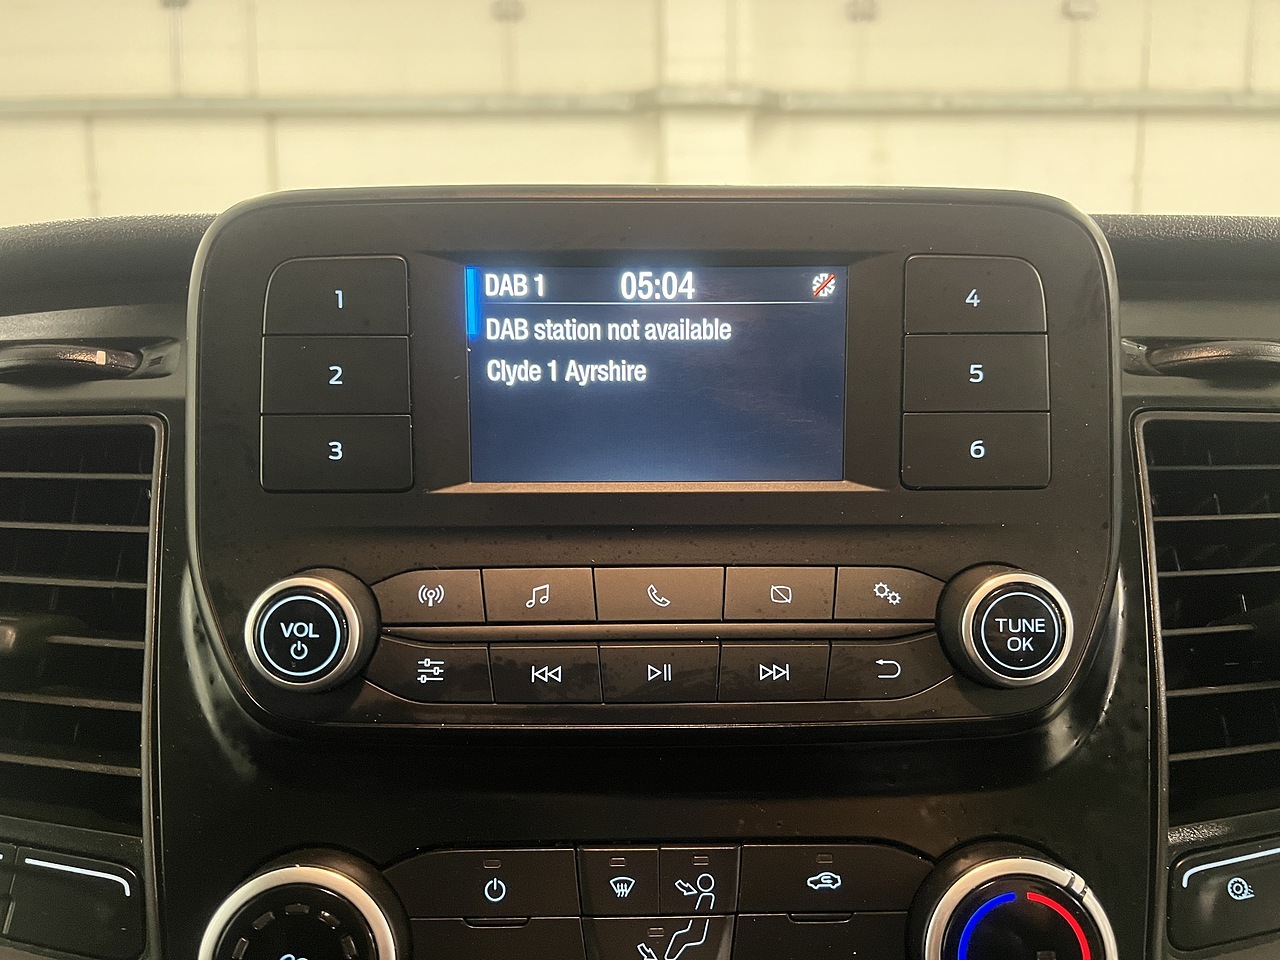 DAB 1 05:04
DAB station not available
Clyde 1 Ayrshire
1
2
3
4
5
6
VOL
TUNE
OK